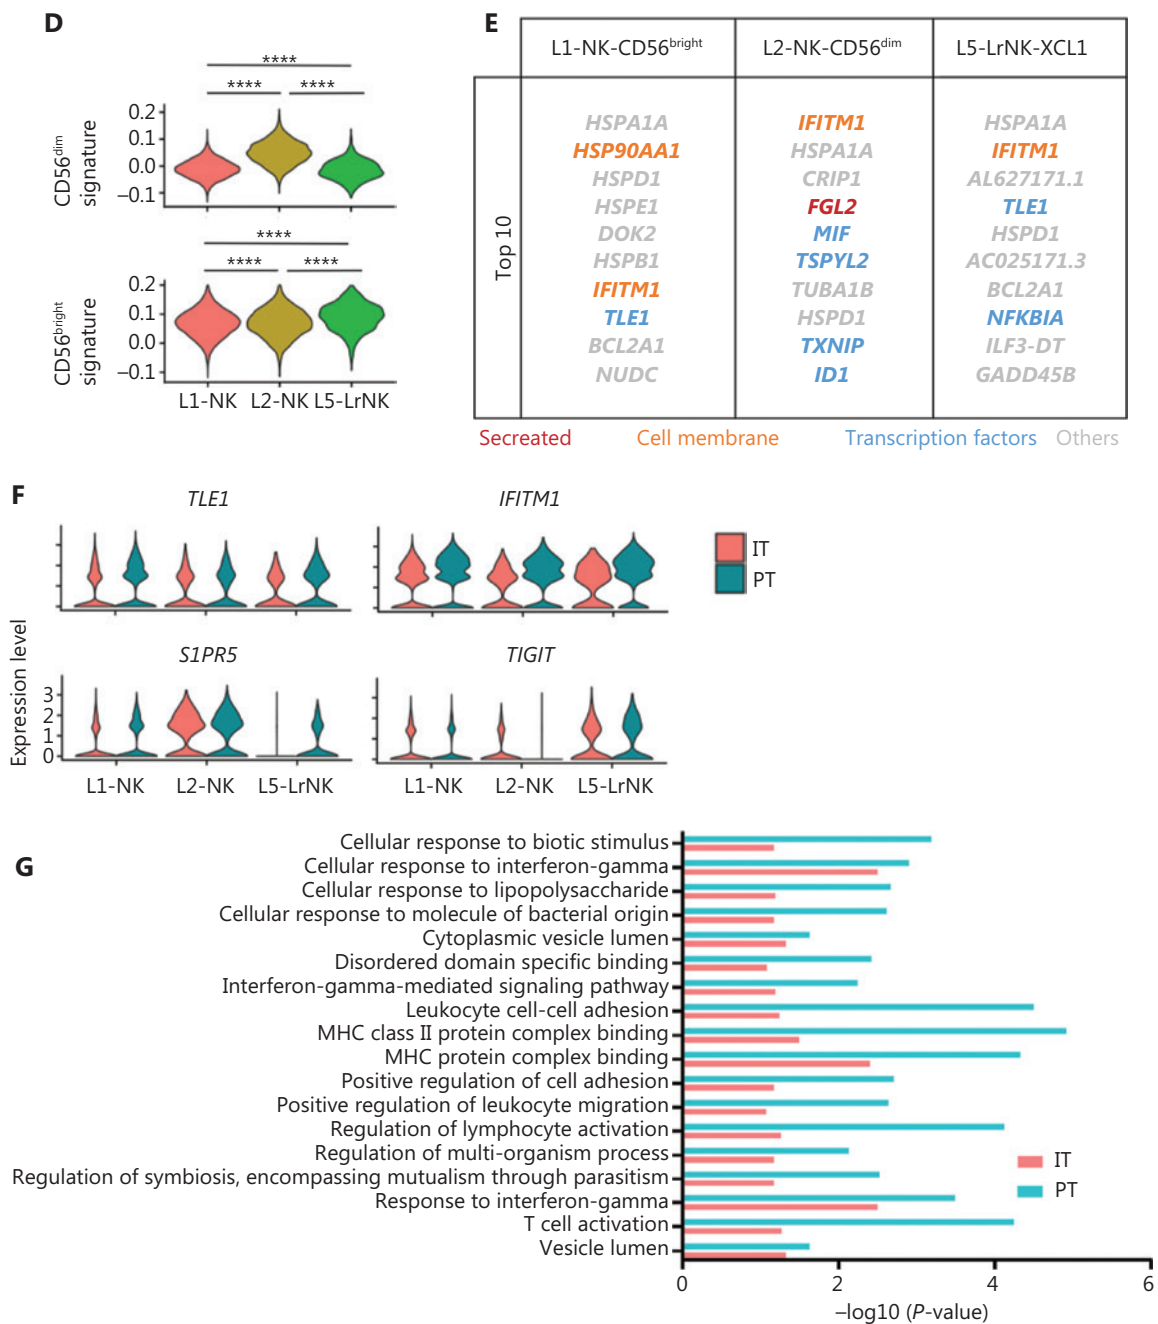 D
****
****
****
CD56dim
signature
0.2
0.1
0.0
–0.1
****
****
****
CD56bright
signature
0.2
0.1
0.0
–0.1
L1-NK
L2-NK
L5-LrNK
E
L1-NK-CD56bright
L2-NK-CD56dim
L5-LrNK-XCL1
Top 10
HSPA1A
HSP90AA1
HSPD1
HSPE1
DOK2
HSPB1
IFITM1
TLE1
BCL2A1
NUDC
IFITM1
HSPA1A
CRIP1
FGL2
MIF
TSPYL2
TUBA1B
HSPD1
TXNIP
ID1
HSPA1A
IFITM1
AL627171.1
TLE1
HSPD1
AC025171.3
BCL2A1
NFKBIA
ILF3-DT
GADD45B
Secreated
Cell membrane
Transcription factors
Others
F
TLE1
IFITM1
IT
PT
Expression level
S1PR5
TIGIT
3
2
1
0
L1-NK
L2-NK
L5-LrNK
L1-NK
L2-NK
L5-LrNK
G
Cellular response to biotic stimulus
Cellular response to interferon-gamma
Cellular response to lipopolysaccharide
Cellular response to molecule of bacterial origin
Cytoplasmic vesicle lumen
Disordered domain specific binding
Interferon-gamma-mediated signaling pathway
Leukocyte cell-cell adhesion
MHC class II protein complex binding
MHC protein complex binding
Positive regulation of cell adhesion
Positive regulation of leukocyte migration
Regulation of lymphocyte activation
Regulation of multi-organism process
Regulation of symbiosis, encompassing mutualism through parasitism
Response to interferon-gamma
T cell activation
Vesicle lumen
IT
PT
0
2
4
6
–log10 (P-value)